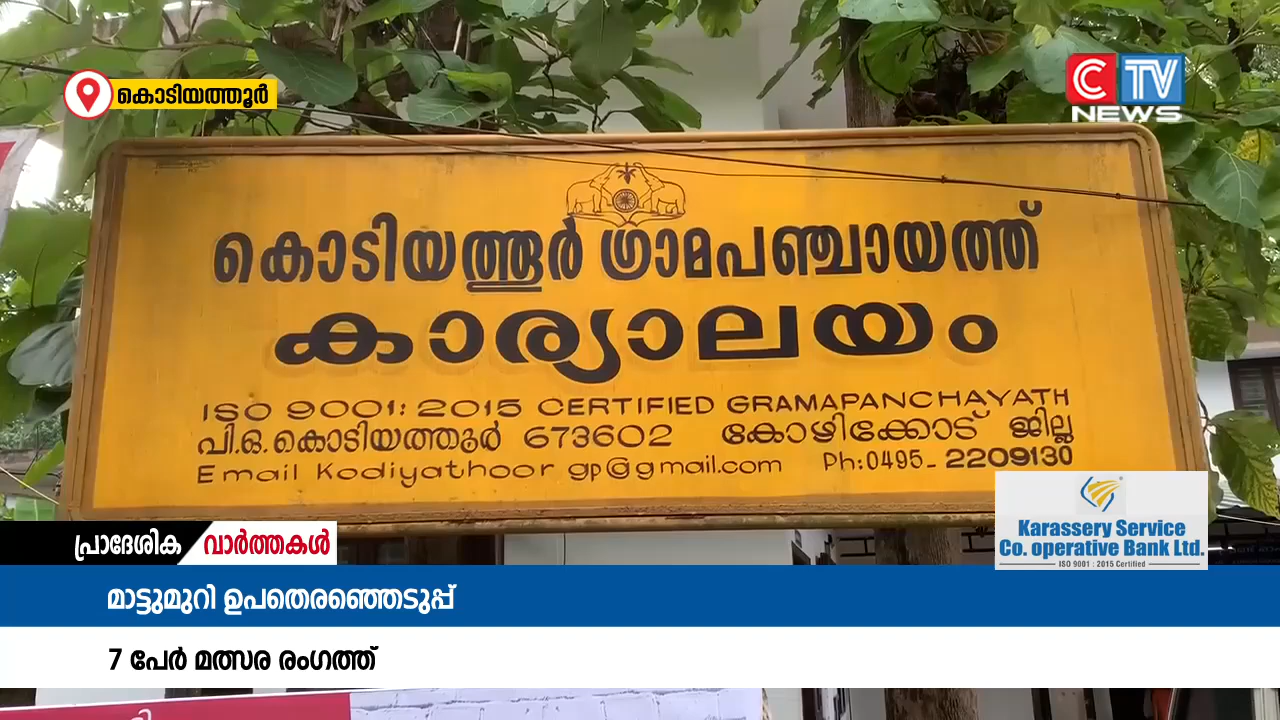 കൊടിയത്തൂർ
CTV
NEWS
കൊടിയത്തൂർ ഗ്രാമപഞ്ചായത്ത്
കാര്യാലയം
ISO 9001: 2015 CERTIFIED GRAMAPANCHAYATH
പി.ഒ.കൊടിയത്തൂർ 673602 കോഴിക്കോട് ജില്ല
Email Kodiyathoor gp@gmail.com Ph:0495-2209130
Karassery Service
Co. operative Bank Ltd.
ISO 9001 : 2015 Certified
പ്രാദേശിക വാർത്തകൾ
മാട്ടുമുറി ഉപതെരഞ്ഞെടുപ്പ്
7 പേർ മത്സര രംഗത്ത്